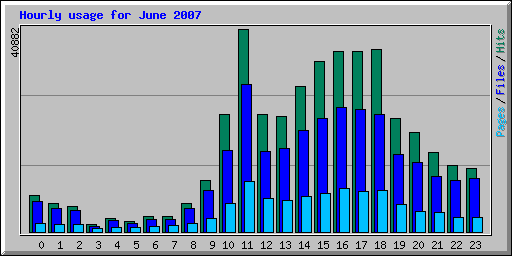 Hourly usage for June 2007
40882
Pages/Files/Hits
0 1 2 3 4 5 6 7 8 9 10 11 12 13 14 15 16 17 18 19 20 21 22 23